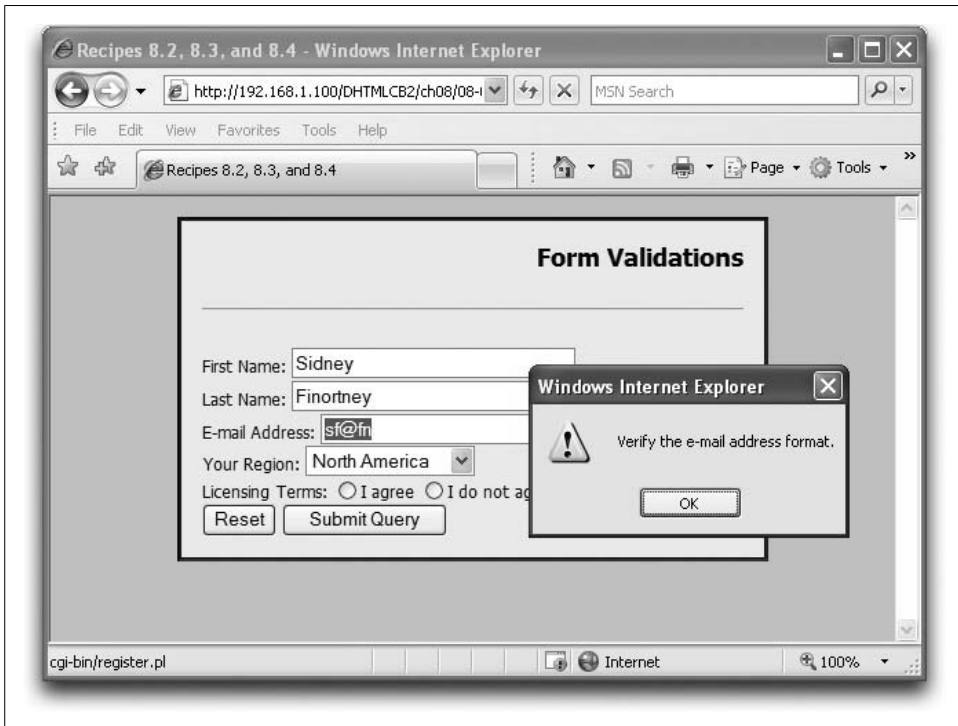 Recipes 8.2, 8.3, and 8.4 - Windows Internet Explorer
http://192.168.1.100/DHTMLCB2/ch08/08-
MSN Search
File Edit View Favorites Tools Help
Recipes 8.2, 8.3, and 8.4
Page Tools
Form Validations
First Name: Sidney
Last Name: Finortney
E-mail Address: sf@fn
Your Region: North America
Licensing Terms: I agree I do not ag
Reset Submit Query
Windows Internet Explorer
Verify the e-mail address format.
OK
cgi-bin/register.pl
Internet
100%